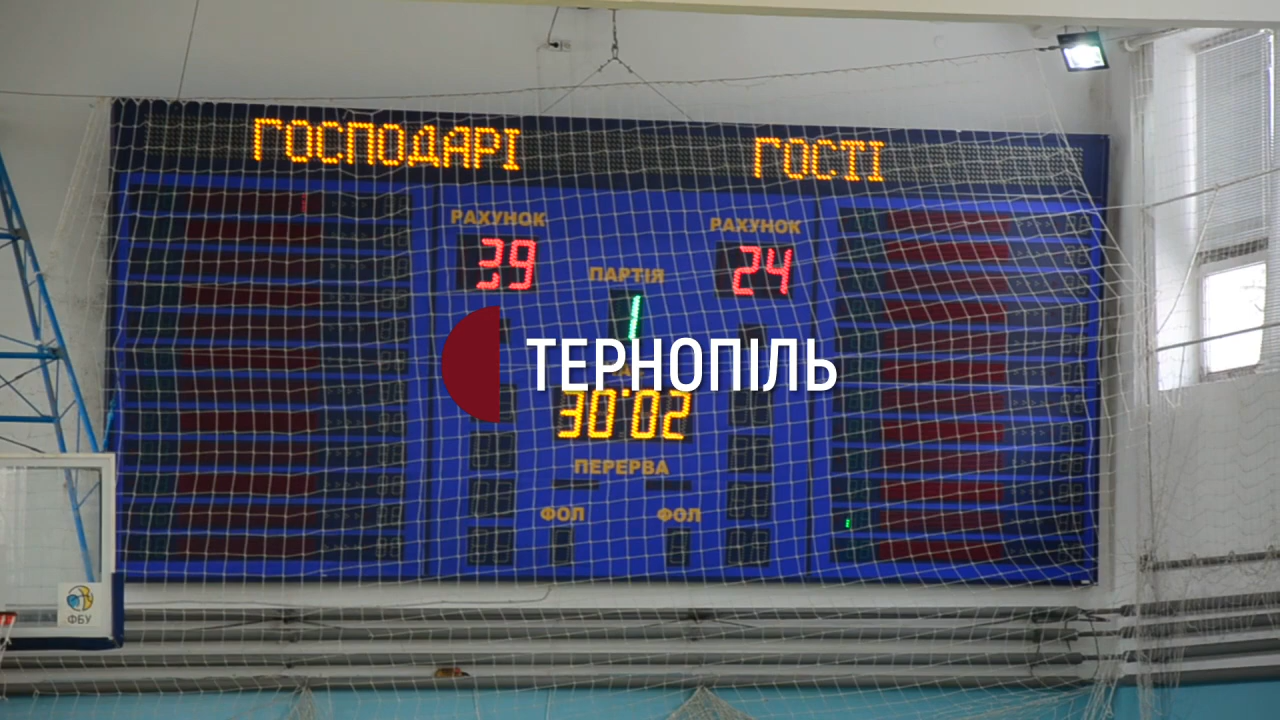 ГОСПОДАРІ ГОСТІ
РАХУНОК РАХУНОК
39 24
ПАРТІЯ
1
ТЕРНОПІЛЬ
30:02
ПЕРЕРВА
ФОЛ ФОЛ
ФБУ